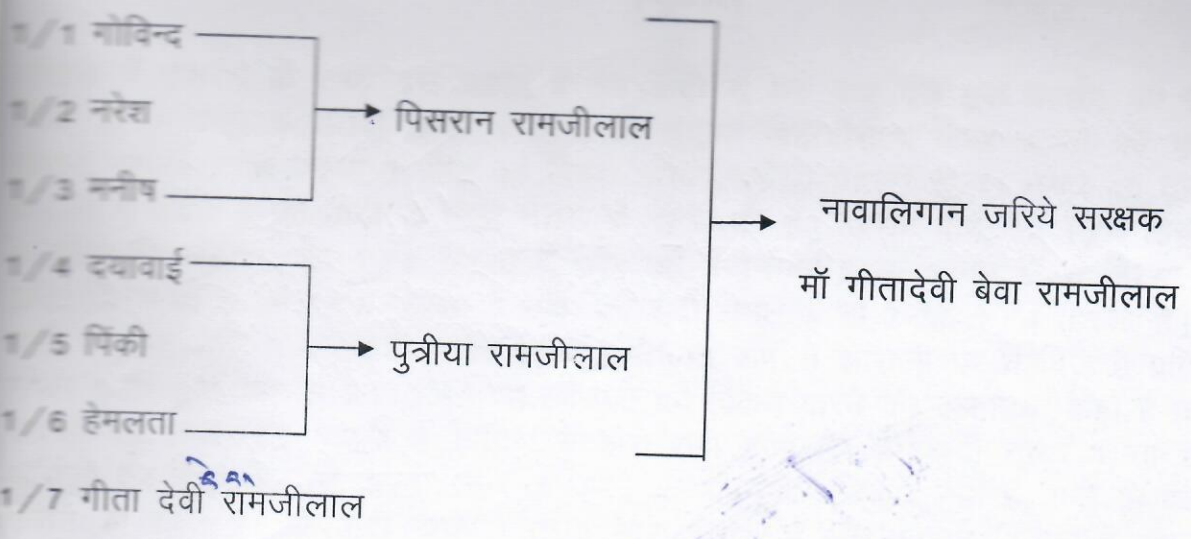 1/1 गोविन्द
1/2 नरेश
1/3 मनीष
पिसरान रामजीलाल
1/4 दयावाई
1/5 पिंकी
1/6 हेमलता
पुत्रीया रामजीलाल
नावालिगान जरिये सरक्षक
मॉ गीतादेवी बेवा रामजीलाल
बेवा
1/7 गीता देवी रामजीलाल